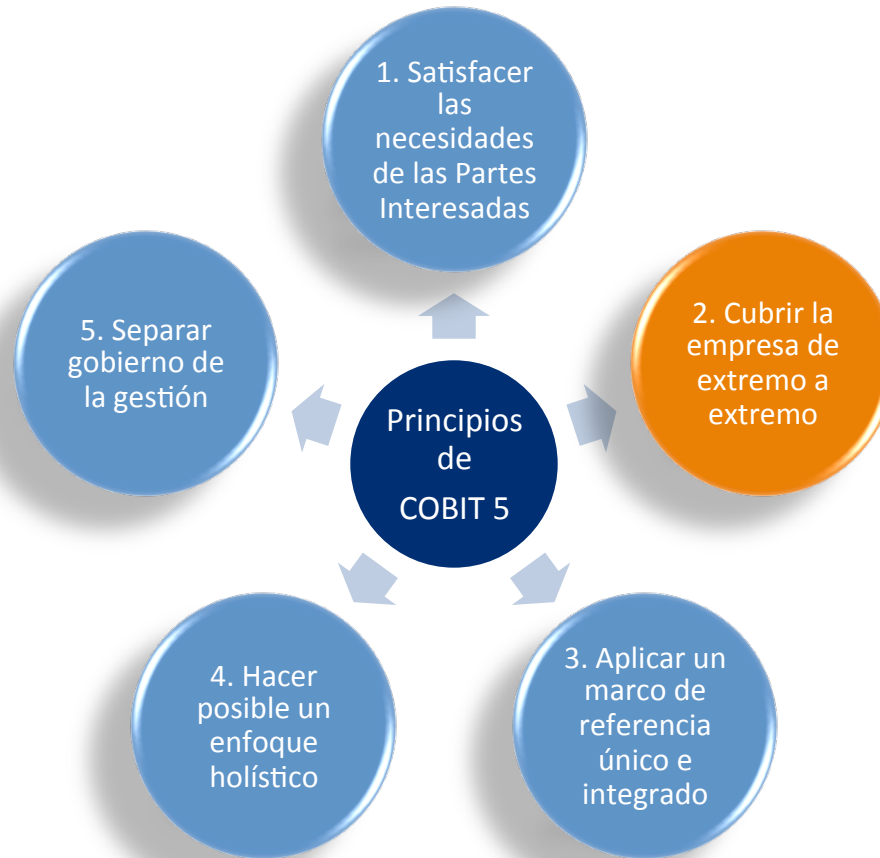 1. Satisfacer
las
necesidades
de las Partes
Interesadas
5. Separar
gobierno de
la gestión
2. Cubrir la
empresa de
extremo a
extremo
Principios
de
COBIT 5
4. Hacer
posible un
enfoque
holístico
3. Aplicar un
marco de
referencia
único e
integrado